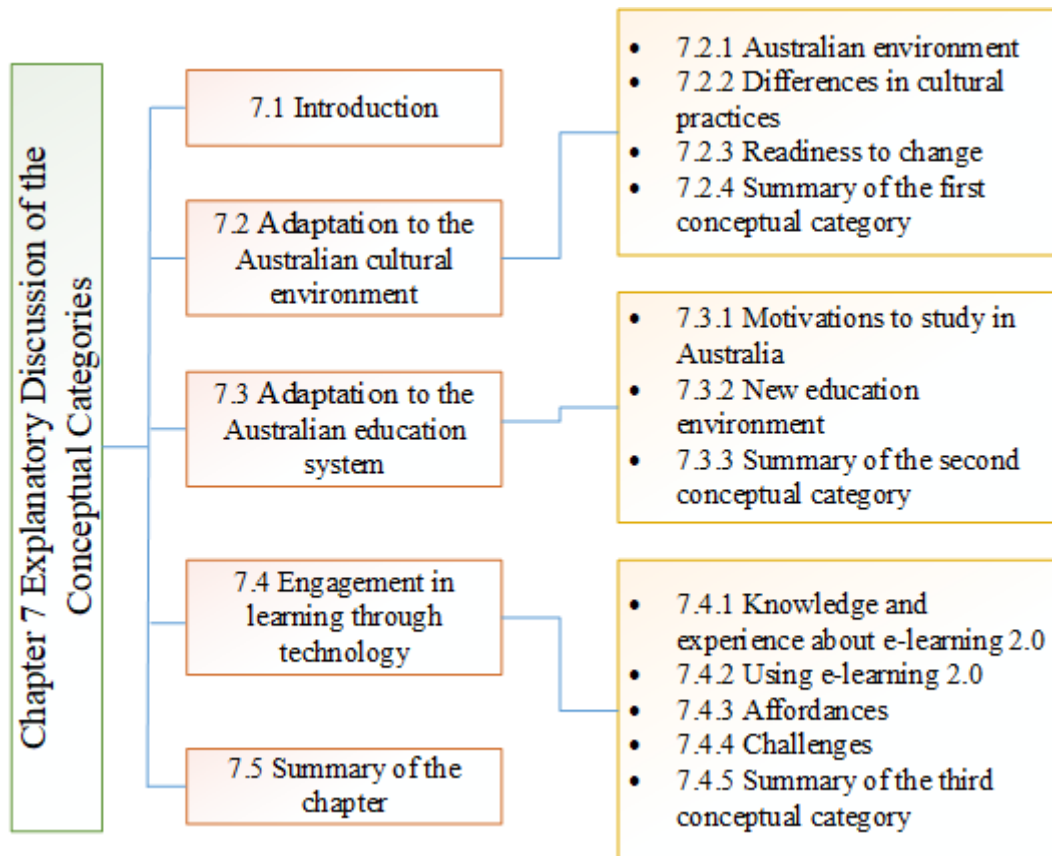 Chapter 7 Explanatory Discussion of the
Conceptual Categories
7.1 Introduction
7.2 Adaptation to the
Australian cultural
environment
• 7.2.1 Australian environment
• 7.2.2 Differences in cultural
practices
• 7.2.3 Readiness to change
• 7.2.4 Summary of the first
conceptual category
7.3 Adaptation to the
Australian education
system
• 7.3.1 Motivations to study in
Australia
• 7.3.2 New education
environment
• 7.3.3 Summary of the second
conceptual category
7.4 Engagement in
learning through
technology
• 7.4.1 Knowledge and
experience about e-learning 2.0
• 7.4.2 Using e-learning 2.0
• 7.4.3 Affordances
• 7.4.4 Challenges
• 7.4.5 Summary of the third
conceptual category
7.5 Summary of the
chapter